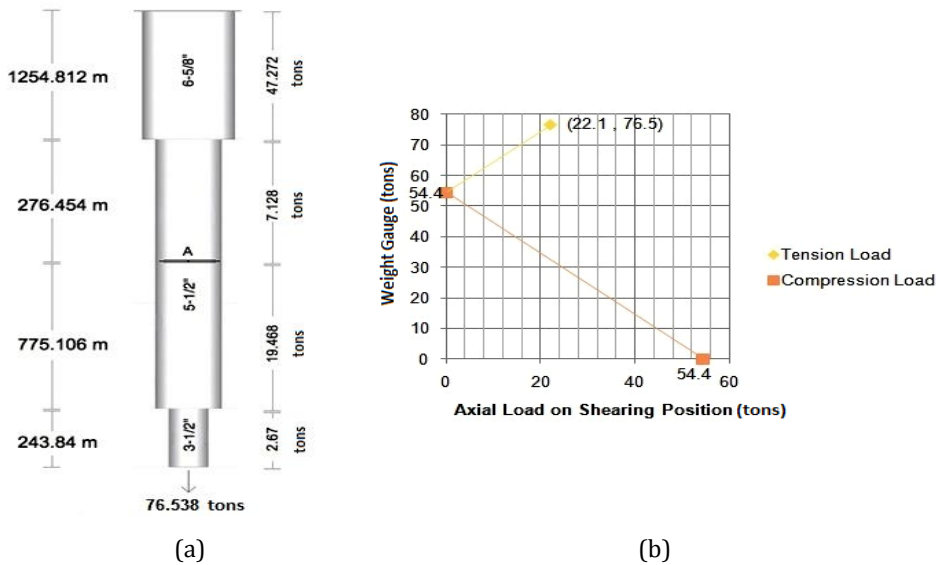 1254.812 m
6-5/8"
47.272
tons
276.454 m
7.128
tons
A
775.106 m
5-1/2"
19.468
tons
243.84 m
3-1/2"
2.67
tons
76.538 tons
(a)
80
70
60
50
40
30
20
10
0
Weight Gauge (tons)
(22.1 , 76.5)
54.4
54.4
0
20
40
60
Axial Load on Shearing Position (tons)
Tension Load
Compression Load
(b)